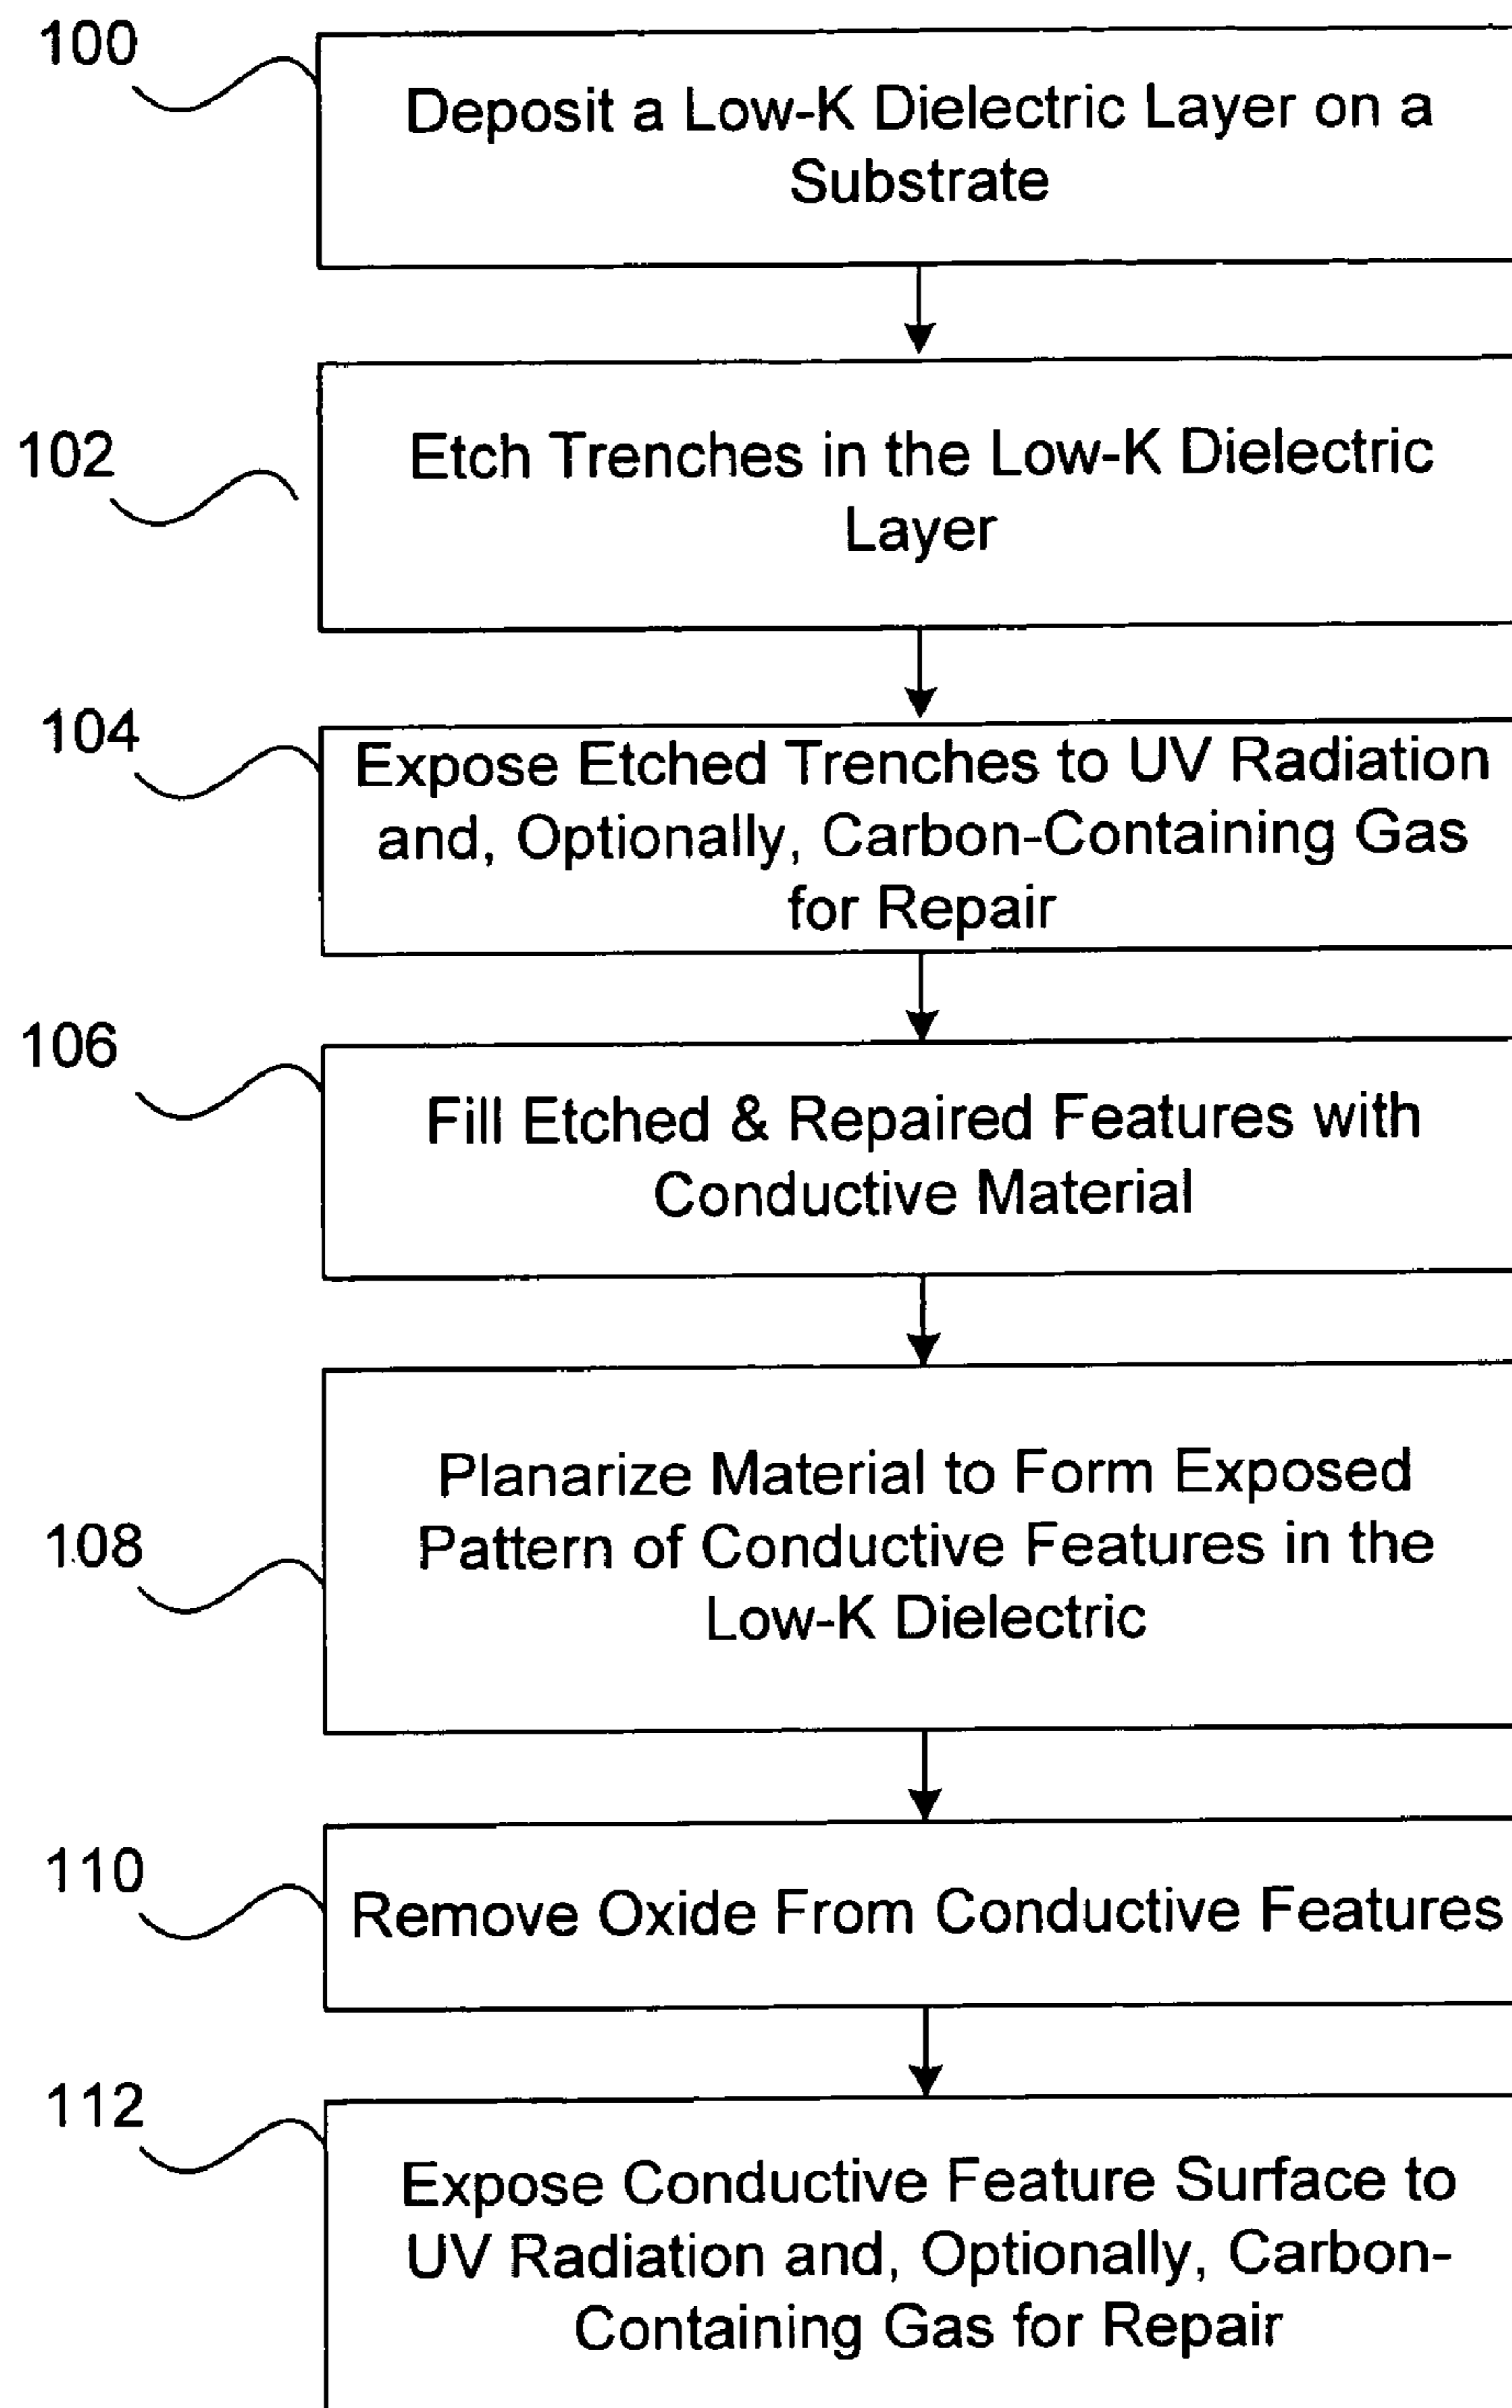 100
Deposit a Low-K Dielectric Layer on a
Substrate
102
Etch Trenches in the Low-K Dielectric
Layer
104
Expose Etched Trenches to UV Radiation
and, Optionally, Carbon-Containing Gas
for Repair
106
Fill Etched & Repaired Features with
Conductive Material
108
Planarize Material to Form Exposed
Pattern of Conductive Features in the
Low-K Dielectric
110
Remove Oxide From Conductive Features
112
Expose Conductive Feature Surface to
UV Radiation and, Optionally, Carbon-
Containing Gas for Repair